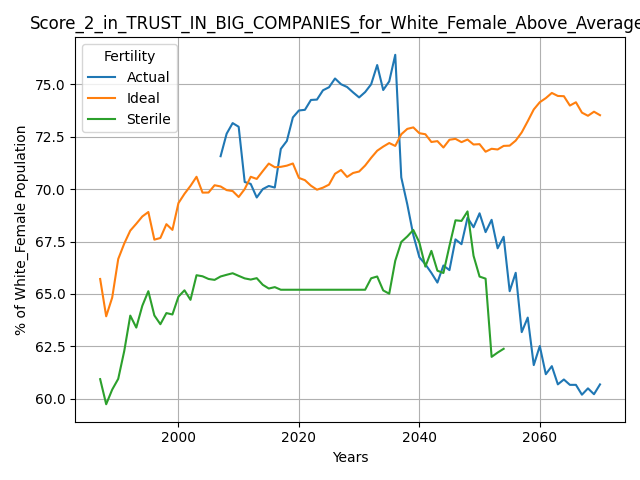 Score_2_in_TRUST_IN_BIG_COMPANIES_for_White_Female_Above_Average
Fertility
Actual
Ideal
Sterile
% of White_Female Population
75.0
72.5
70.0
67.5
65.0
62.5
60.0
2000
2020
2040
2060
Years